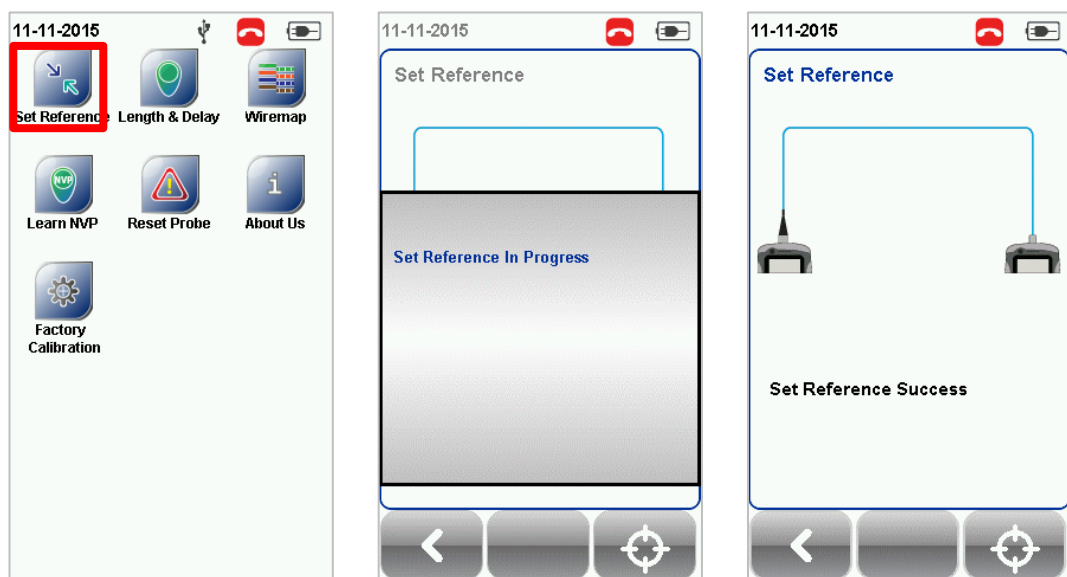 11-11-2015
Set Reference Length & Delay Wiremap
NVP
Learn NVP Reset Probe About Us
Factory
Calibration
11-11-2015
Set Reference
Set Reference In Progress
11-11-2015
Set Reference
Set Reference Success